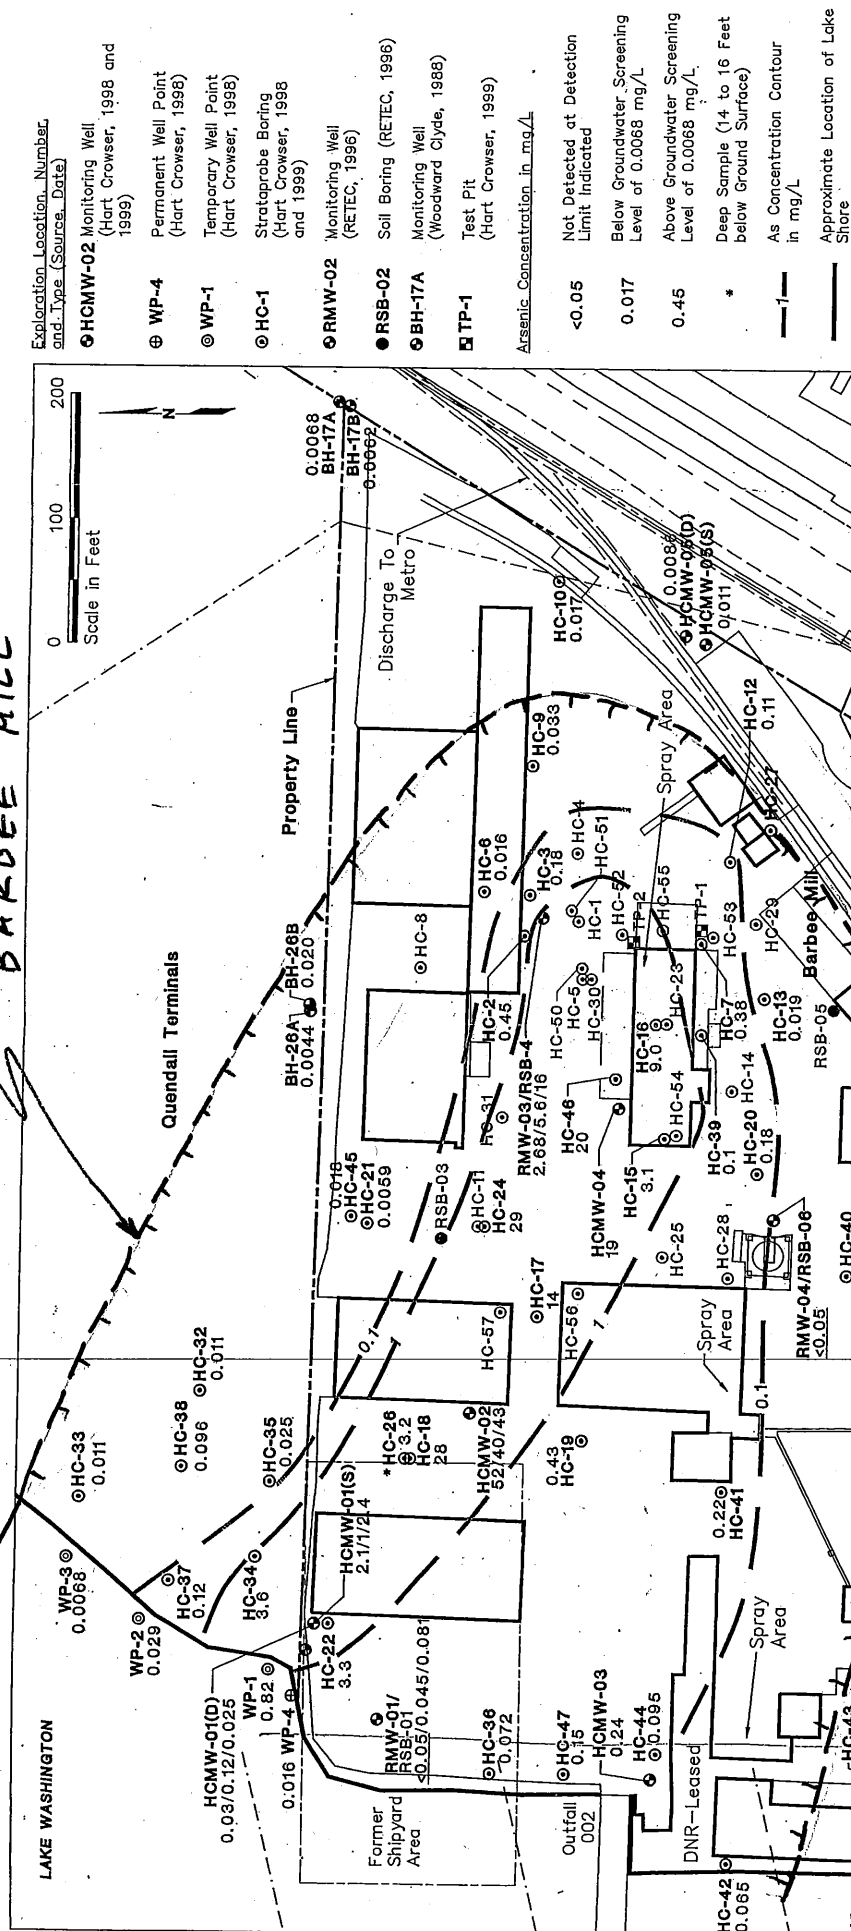 BARBEE MILL
Exploration Location, Number,
and Type (Source, Date)
HCMW-02 Monitoring Well
(Hart Crowser, 1998 and
1999)
WP-4 Permanent Well Point
(Hart Crowser, 1998)
WP-1 Temporary Well Point
(Hart Crowser, 1998)
HC-1 Strataprobe Boring
(Hart Crowser, 1998
and 1999)
RMW-02 Monitoring Well
(RETEC, 1996)
RSB-02 Soil Boring (RETEC, 1996)
BH-17A Monitoring Well
(Woodward Clyde, 1988)
TP-1 Test Pit
(Hart Crowser, 1999)
Arsenic Concentration in mg/L
<0.05 Not Detected at Detection
Limit Indicated
0.017 Below Groundwater Screening
Level of 0.0068 mg/L
0.45 Above Groundwater Screening
Level of 0.0068 mg/L
* Deep Sample (14 to 16 Feet
below Ground Surface)
1 As Concentration Contour
in mg/L
Approximate Location of Lake
Shore
0 100 200
Scale in Feet
N
LAKE WASHINGTON
Quendall Terminals
Property Line
Discharge To
Metro
0.0068
BH-17A
BH-17B
0.0062
BH-26A
0.0044
BH-26B
0.020
HC-33
0.011
HC-38
0.096
HC-32
0.011
HC-35
0.025
WP-3
0.0068
WP-2
0.029
HC-37
0.12
HC-34
3.6
WP-1
0.82
0.016 WP-4
HCMW-01(D)
0.03/0.12/0.025
HCMW-01(S)
2.1/1/2.4
HC-22
3.3
RMW-01/
RSB-01
<0.05/0.045/0.081
HC-36
0.072
Former
Shipyard
Area
Outfall
002
HC-47
0.15
HCMW-03
0.24
HC-44
0.095
DNR-Leased
HC-42
0.065
HC-43
Spray
Area
0.018
HC-45
HC-21
0.0059
RSB-03
HC-11
HC-24
29
HC-31
0.1
1
*HC-26
3.2
HC-18
28
HCMW-02
52/40/43
HC-57
HC-17
14
HC-56
1
0.43
HC-19
0.22
HC-41
0.1
Spray
Area
HC-8
HC-6
0.016
HC-9
0.033
HC-10
0.017
HC-2
0.45
HC-3
0.18
HC-4
HC-51
HC-1
HC-52
TP-2
HC-55
TP-1
HC-53
HC-50
HC-5
HC-30
RMW-03/RSB-4
2.68/5.6/16
HC-46
20
HCMW-04
19
HC-15
3.1
HC-16
9.0
HC-23
HC-54
HC-7
0.38
HC-39
0.1
HC-14
HC-20
0.18
HC-13
0.019
HC-25
HC-28
RMW-04/RSB-06
<0.05
HC-40
RSB-05
Barbee Mill
HC-29
HC-27
HC-12
0.11
Spray Area
0.0086
HCMW-05(D)
HCMW-05(S)
0.011